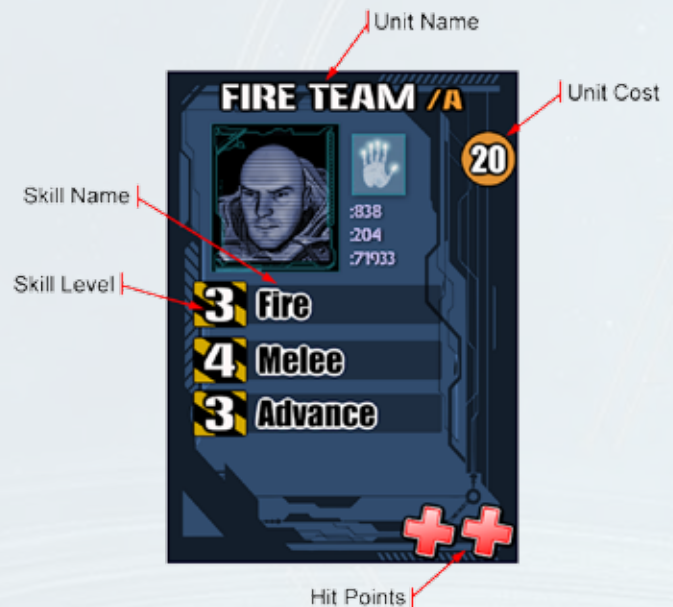 Unit Name
FIRE TEAM /A
Unit Cost
20
:838
:204
:71933
Skill Name
Skill Level
3 Fire
4 Melee
3 Advance
Hit Points